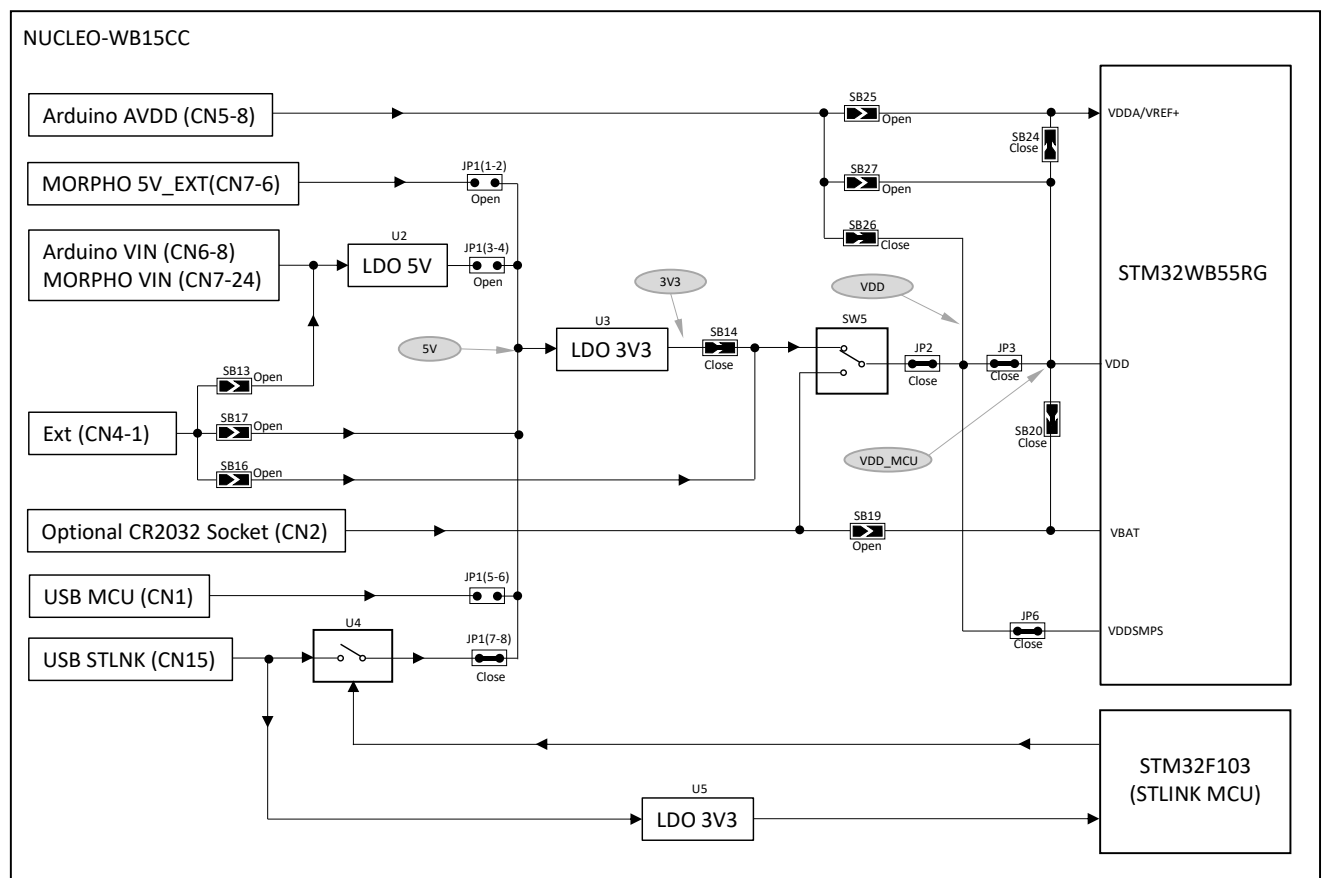 NUCLEO-WB15CC
Arduino AVDD (CN5-8)
SB25
Open
VDDA/VREF+
SB24
Close
MORPHO 5V_EXT(CN7-6)
JP1(1-2)
Open
SB27
Open
SB26
Close
Arduino VIN (CN6-8)
MORPHO VIN (CN7-24)
U2
LDO 5V
JP1(3-4)
Open
STM32WB55RG
3V3
VDD
5V
U3
LDO 3V3
SB14
Close
SW5
JP2
Close
JP3
Close
VDD
SB13
Open
Ext (CN4-1)
SB17
Open
SB16
Open
SB20
Close
VDD_MCU
Optional CR2032 Socket (CN2)
SB19
Open
VBAT
USB MCU (CN1)
JP1(5-6)
USB STLNK (CN15)
U4
JP1(7-8)
Close
JP6
Close
VDDSMPS
STM32F103
(STLINK MCU)
U5
LDO 3V3